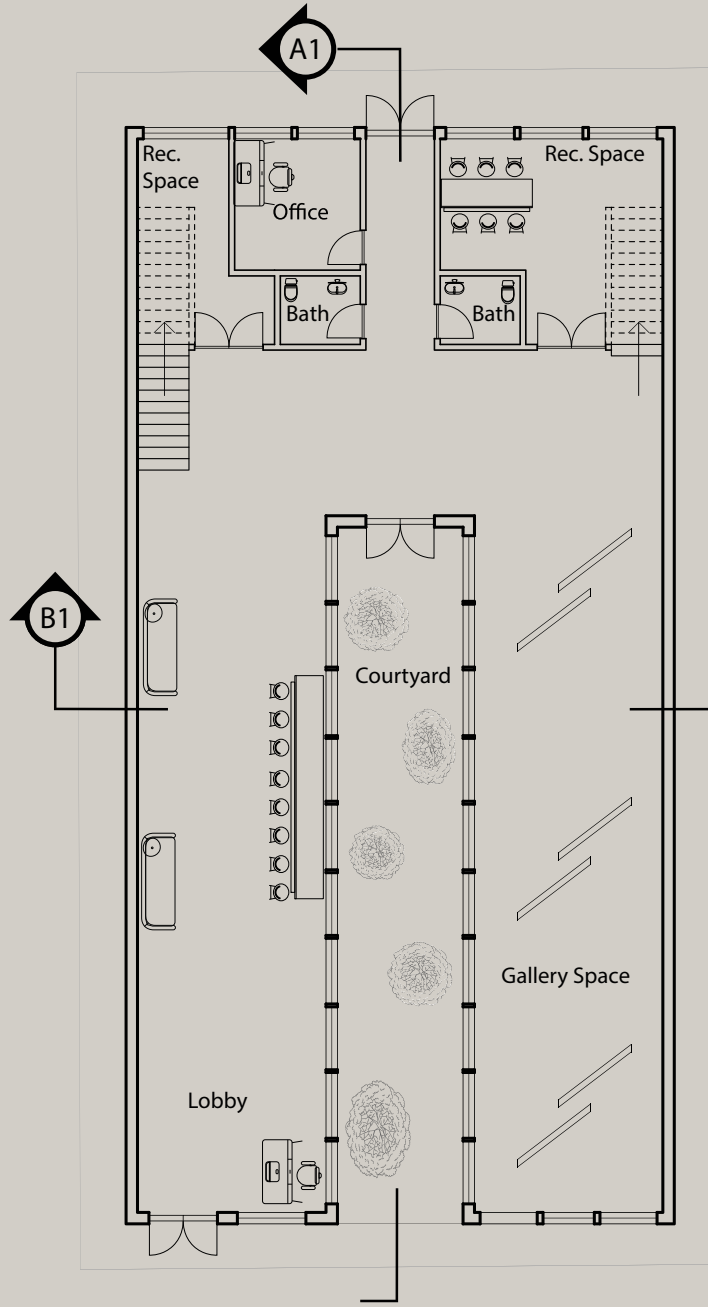 A1
Rec.
Space
Rec. Space
Office
Bath
Bath
B1
Courtyard
Gallery Space
Lobby